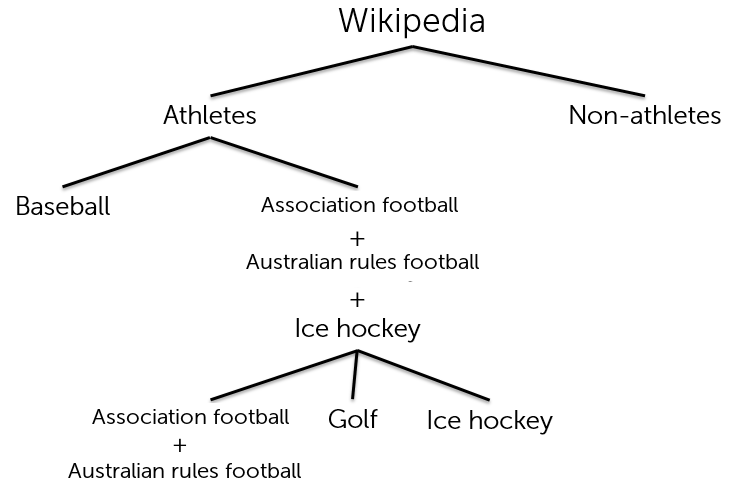 Wikipedia
Athletes
Non-athletes
Baseball
Association football
+
Australian rules football
+
Ice hockey
Association football
+
Australian rules football
Golf
Ice hockey